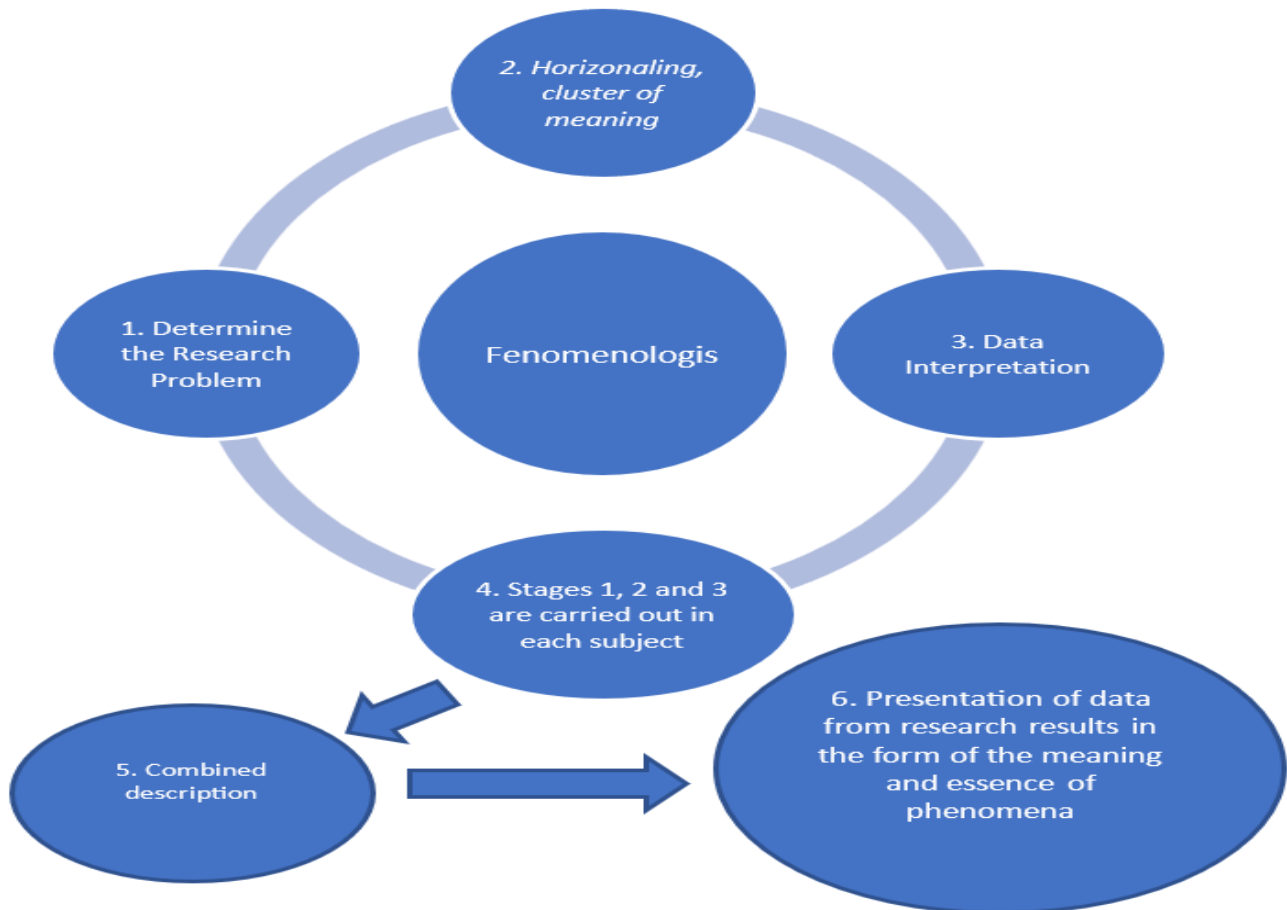 2. Horizonaling,
cluster of
meaning
1. Determine
the Research
Problem
Fenomenologis
3. Data
Interpretation
4. Stages 1, 2 and 3
are carried out in
each subject
5. Combined
description
6. Presentation of data
from research results in
the form of the meaning
and essence of
phenomena